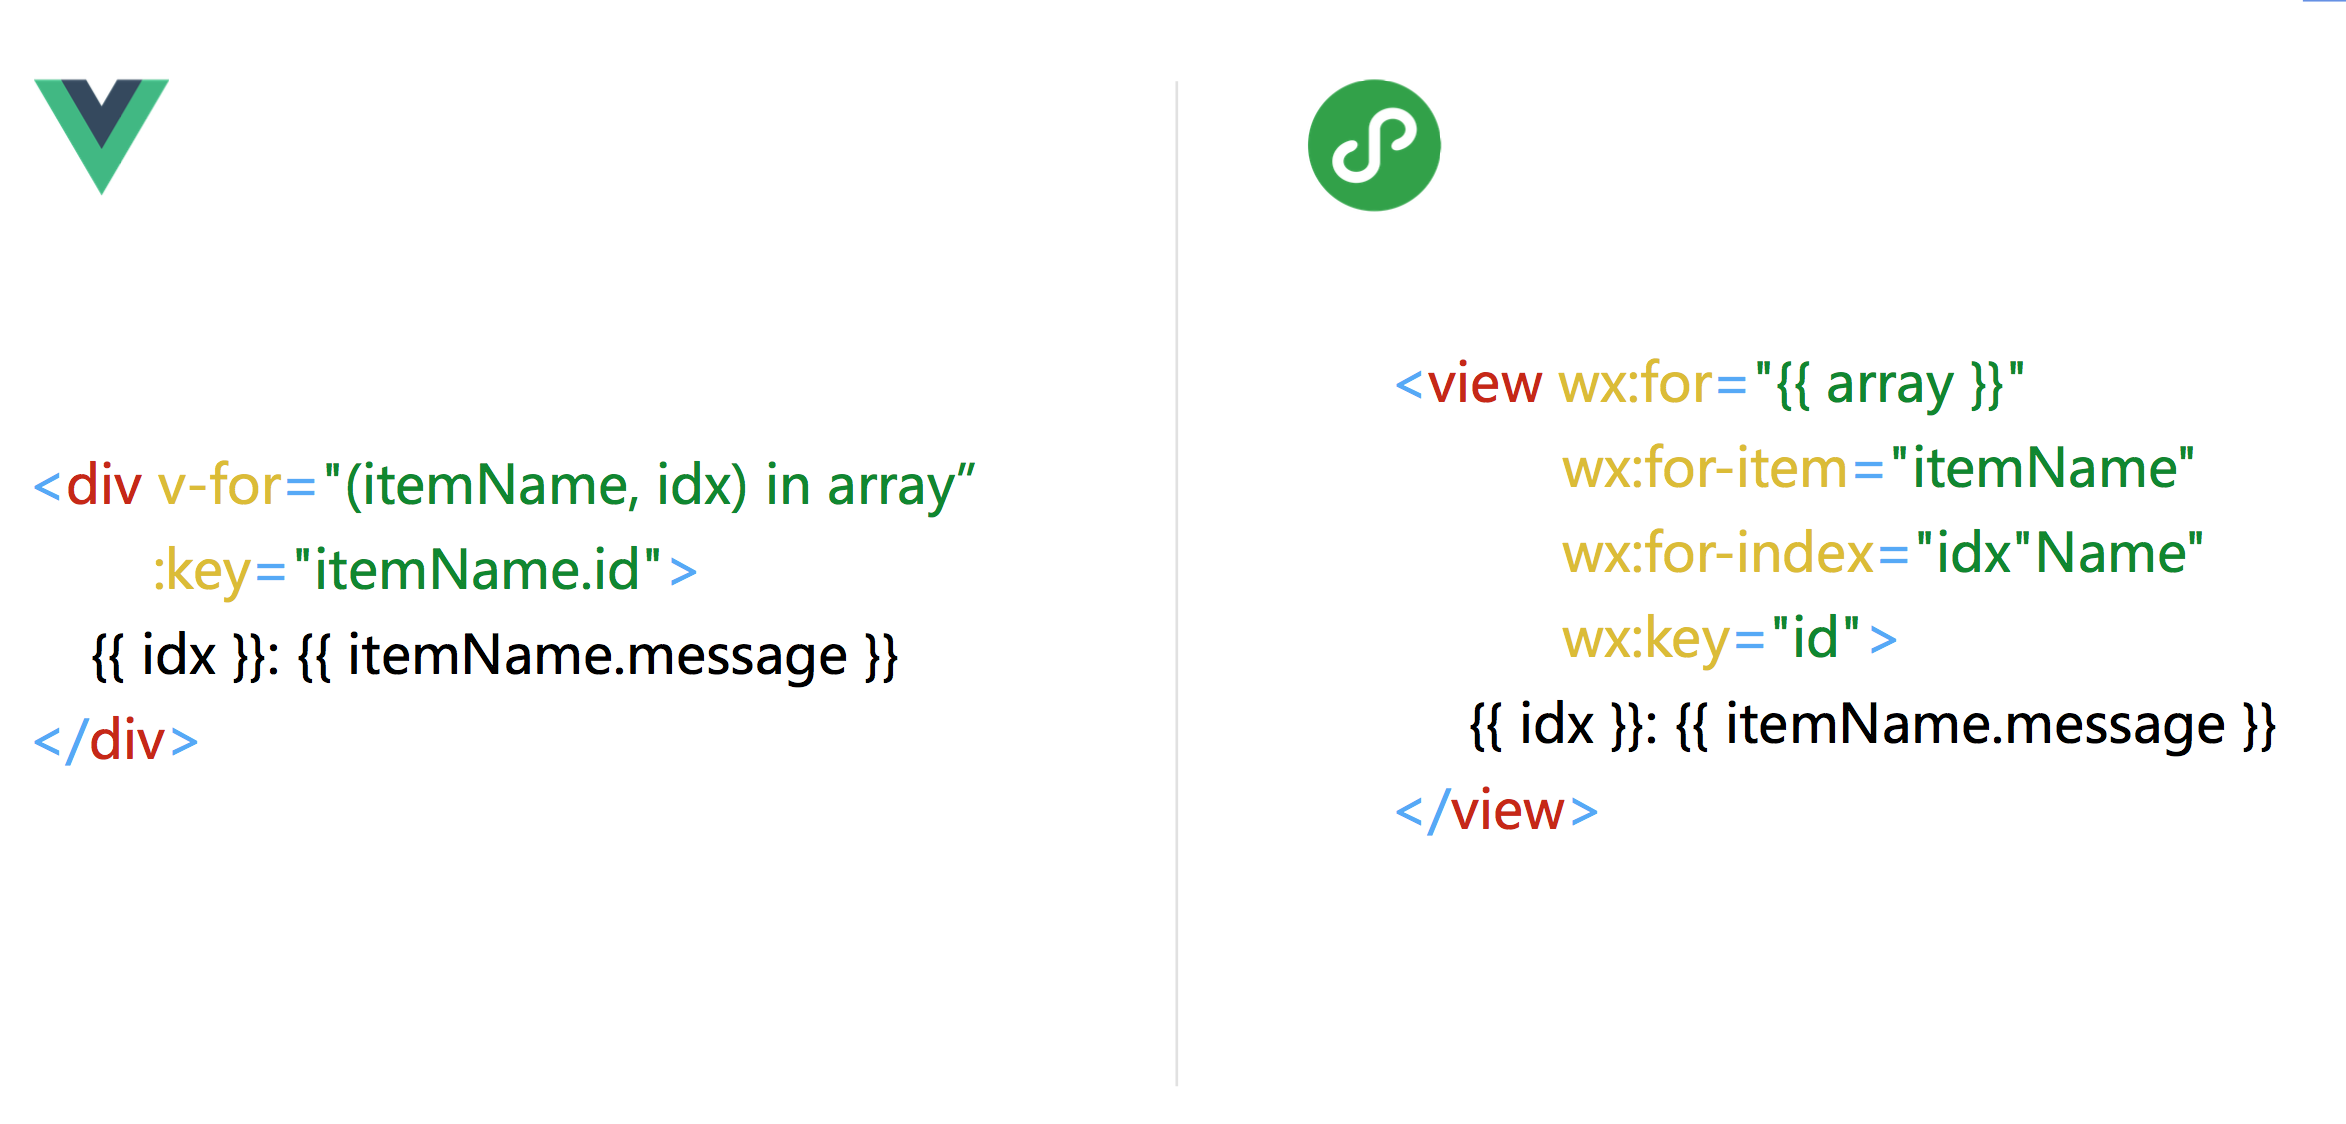 <div v-for="(itemName, idx) in array”
:key="itemName.id">
{{ idx }}: {{ itemName.message }}
</div>
<view wx:for="{{ array }}"
wx:for-item="itemName"
wx:for-index="idx"Name"
wx:key="id">
{{ idx }}: {{ itemName.message }}
</view>